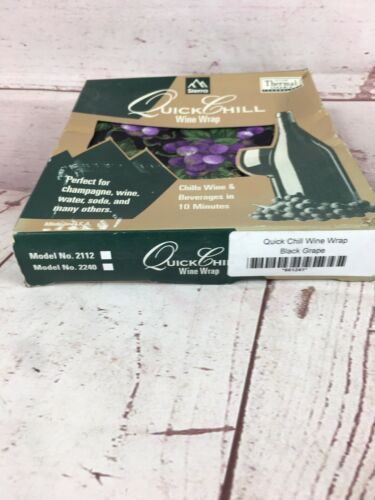 Sierra
Thermal
QUICK CHILL
Wine Wrap
Perfect for
champagne, wine,
water, soda, and
many others.
Chills Wine &
Beverages in
10 Minutes
Model No. 2112
Model No. 2240
QUICK CHILL
Wine Wrap
Quick Chill Wine Wrap
Black Grape